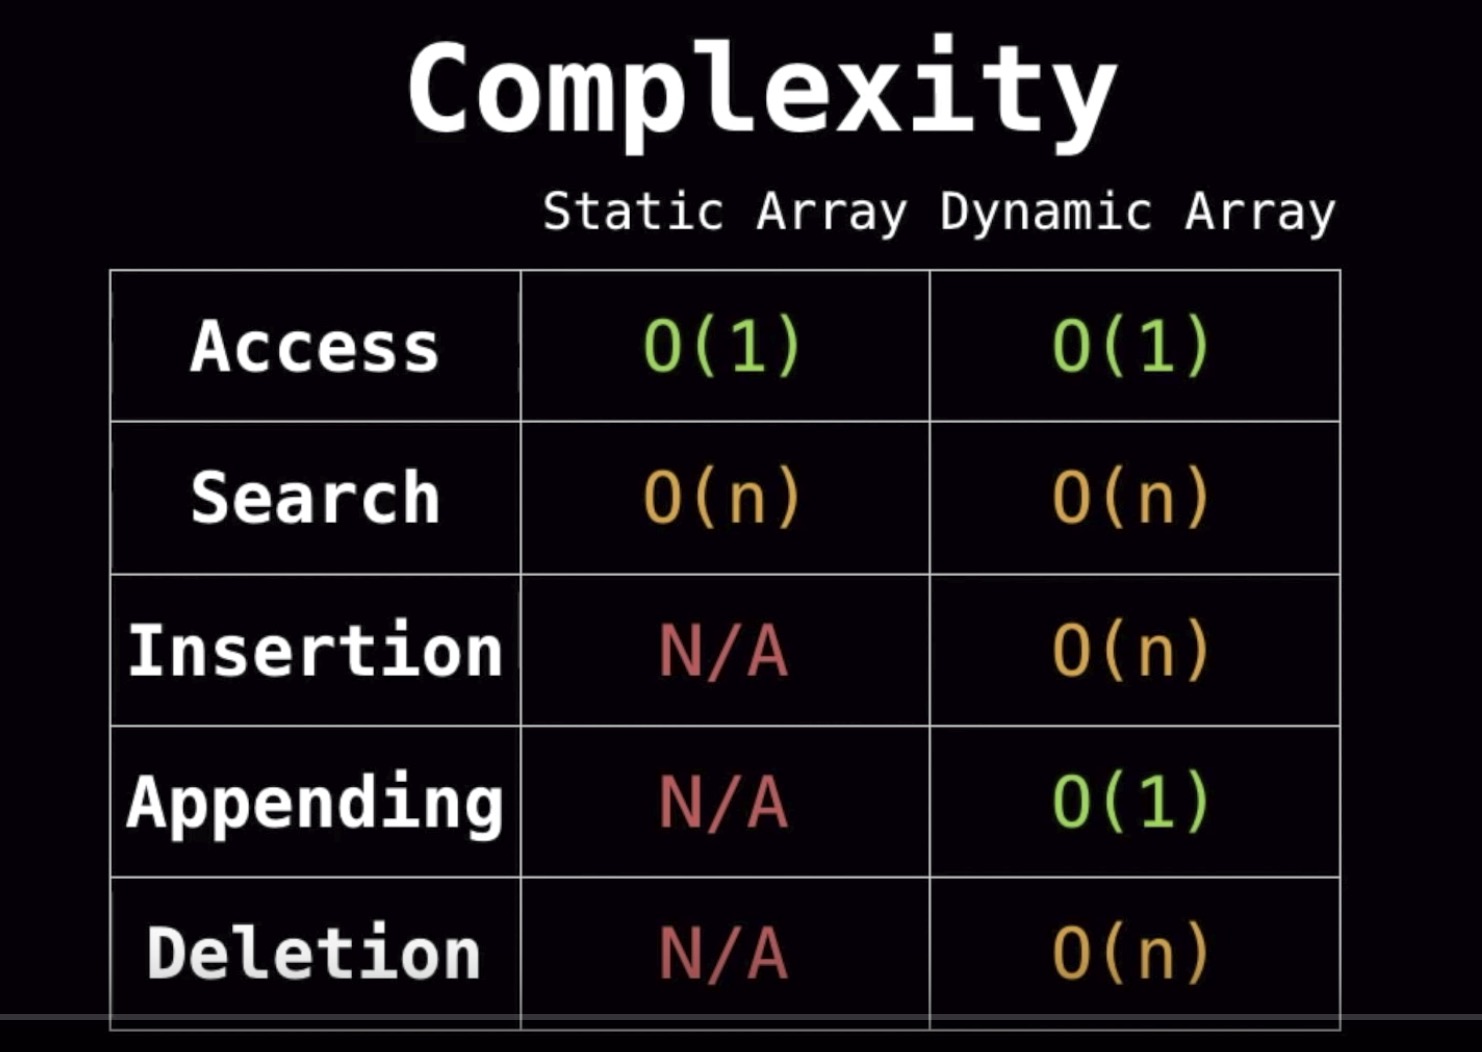 Complexity
Static Array Dynamic Array
Access O(1) O(1)
Search O(n) O(n)
Insertion N/A O(n)
Appending N/A O(1)
Deletion N/A O(n)